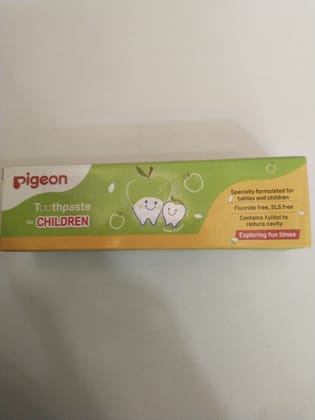 Pigeon
Toothpaste
for CHILDREN
Specially formulated for
babies and children
Fluoride free, SLS free
Contains Xylitol to
reduce cavity
Exploring fun times